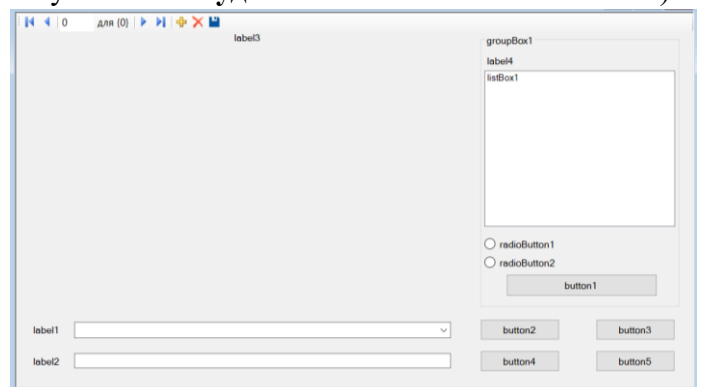 0 для {0}
label3
groupBox1
label4
listBox1
radioButton1
radioButton2
button1
label1
button2 button3
label2
button4 button5